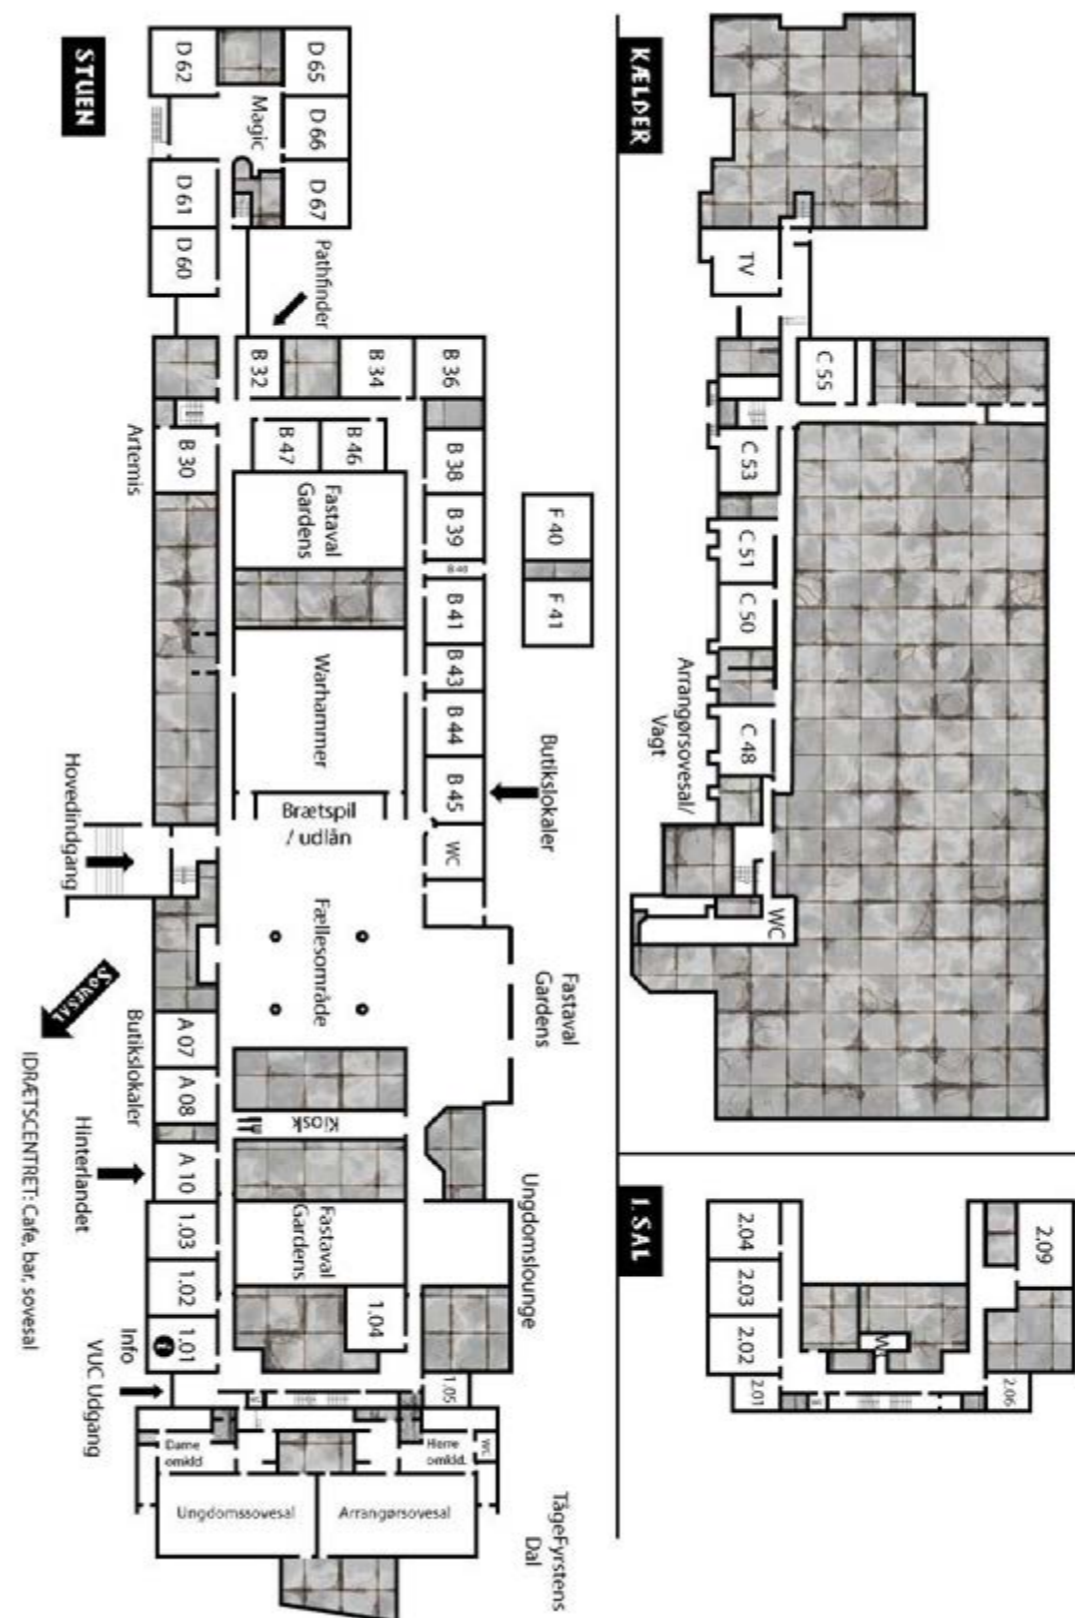 STUEN
D 62
D 65
Magic
D 66
D 61
D 67
D 60
Pathfinder
B 32
B 34
B 36
Artemis
B 30
B 47
B 46
B 38
Fastaval
Gardens
B 39
B 40
F 40
F 41
B 41
Warhammer
B 43
B 44
B 45
Butikslokaler
Brætspil
/ udlån
WC
Hovedindgang
Fællesområde
Fastaval
Gardens
SOVESAL
IDRÆTSCENTRET: Cafe, bar, sovesal
Butikslokaler
A 07
A 08
Kiosk
Hinterlandet
A 10
Ungdomslounge
1.03
Fastaval
Gardens
1.02
1.04
Info
1.01
i
VUC Udgang
1.05
Dame
omkld
Herre
omkld.
WC
Ungdomssovesal
Arrangørsovesal
TågeFyrstens
Dal
KÆLDER
TV
C 55
C 53
C 51
C 50
Arrangørsovesal/
Vagt
C 48
WC
1. SAL
2.04
2.09
2.03
2.02
WC
2.01
2.06